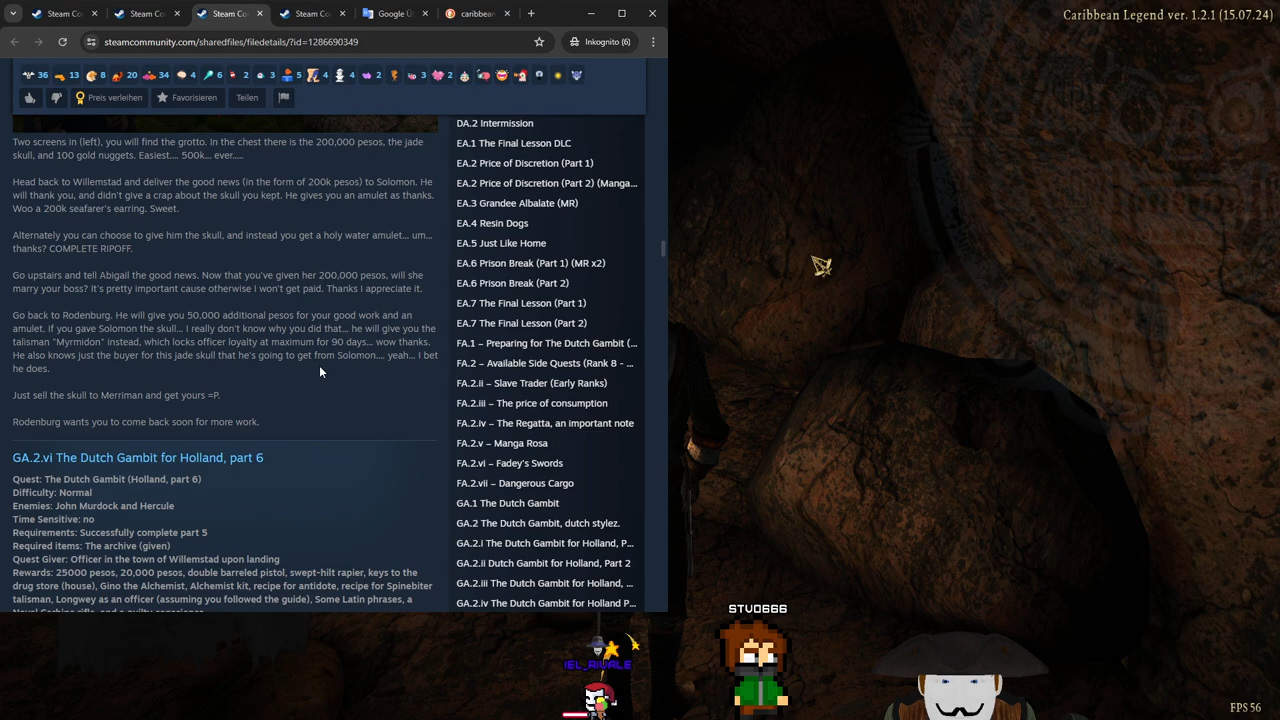 Steam Co
Steam Co
Steam Co
Steam Co
Google Ü
caribbean
steamcommunity.com/sharedfiles/filedetails/?id=1286690349
Inkognito (6)
36 13 8 20 34 4 6 2 3 5 4 4 2 3 2
Preis verleihen
Favorisieren
Teilen
Two screens in (left), you will find the grotto. In the chest there is the 200,000 pesos, the jade
skull, and 100 gold nuggets. Easiest.... 500k... ever.....
Head back to Willemstad and deliver the good news (in the form of 200k pesos) to Solomon. He
will thank you, and didn't give a crap about the skull you kept. He gives you an amulet as thanks.
Woo a 200k seafarer's earring. Sweet.
Alternately you can choose to give him the skull, and instead you get a holy water amulet... um...
thanks? COMPLETE RIPOFF.
Go upstairs and tell Abigail the good news. Now that you've given her 200,000 pesos, will she
marry your boss? It's pretty important cause otherwise I won't get paid. Thanks I appreciate it.
Go back to Rodenburg. He will give you 50,000 additional pesos for your good work and an
amulet. If you gave Solomon the skull... I really don't know why you did that... he will give you the
talisman "Myrmidon" instead, which locks officer loyalty at maximum for 90 days... wow thanks.
He also knows just the buyer for this jade skull that he's going to get from Solomon.... yeah... I bet
he does.
Just sell the skull to Merriman and get yours =P.
Rodenburg wants you to come back soon for more work.
GA.2.vi The Dutch Gambit for Holland, part 6
Quest: The Dutch Gambit (Holland, part 6)
Difficulty: Normal
Enemies: John Murdock and Hercule
Time Sensitive: no
Requirements: Successfully complete part 5
Required items: The archive (given)
Quest Giver: Officer in the town of Willemstad upon landing
Rewards: 25000 pesos, 20,000 pesos, double barreled pistol, swept-hilt rapier, keys to the
drug store (house), Gino the Alchemist, Alchemist kit, recipe for antidote, recipe for Spinebiter
talisman, Longwey as an officer (assuming you followed the guide), Some Latin phrases, a
DA.2 Intermission
EA.1 The Final Lesson DLC
EA.2 Price of Discretion (Part 1)
EA.2 Price of Discretion (Part 2) (Manga...
EA.3 Grandee Albalate (MR)
EA.4 Resin Dogs
EA.5 Just Like Home
EA.6 Prison Break (Part 1) (MR x2)
EA.6 Prison Break (Part 2)
EA.7 The Final Lesson (Part 1)
EA.7 The Final Lesson (Part 2)
FA.1 – Preparing for The Dutch Gambit (...
FA.2 – Available Side Quests (Rank 8 - ...
FA.2.ii – Slave Trader (Early Ranks)
FA.2.iii – The price of consumption
FA.2.iv – The Regatta, an important note
FA.2.v – Manga Rosa
FA.2.vi – Fadey's Swords
FA.2.vii – Dangerous Cargo
GA.1 The Dutch Gambit
GA.2 The Dutch Gambit, dutch stylez.
GA.2.i The Dutch Gambit for Holland, P...
GA.2.ii Dutch Gambit for Holland, Part 2
GA.2.iii The Dutch Gambit for Holland, ...
GA.2.iv The Dutch Gambit for Holland P...
Caribbean Legend ver. 1.2.1 (15.07.24)
STVO666
IEL_AIVALE
FPS 56